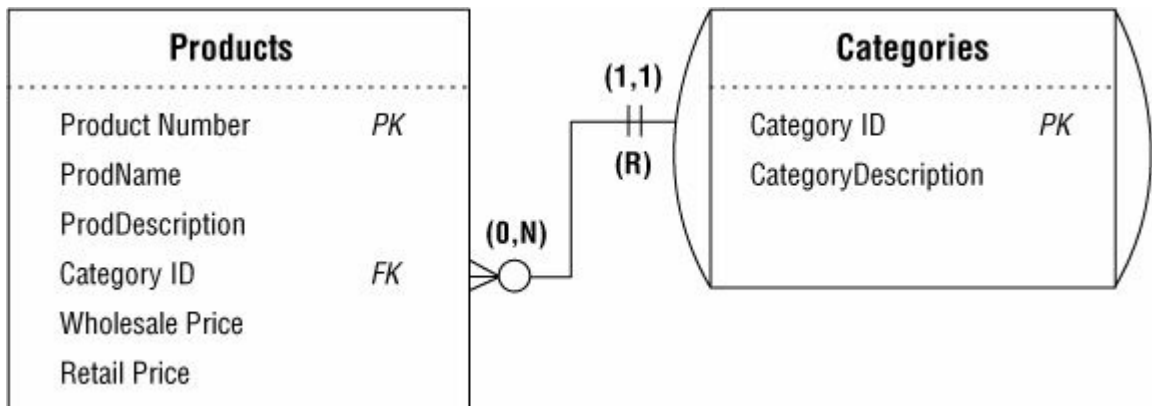 Products
Product Number PK
ProdName
ProdDescription
Category ID FK
Wholesale Price
Retail Price
(0,N)
(1,1)
(R)
Categories
Category ID PK
CategoryDescription